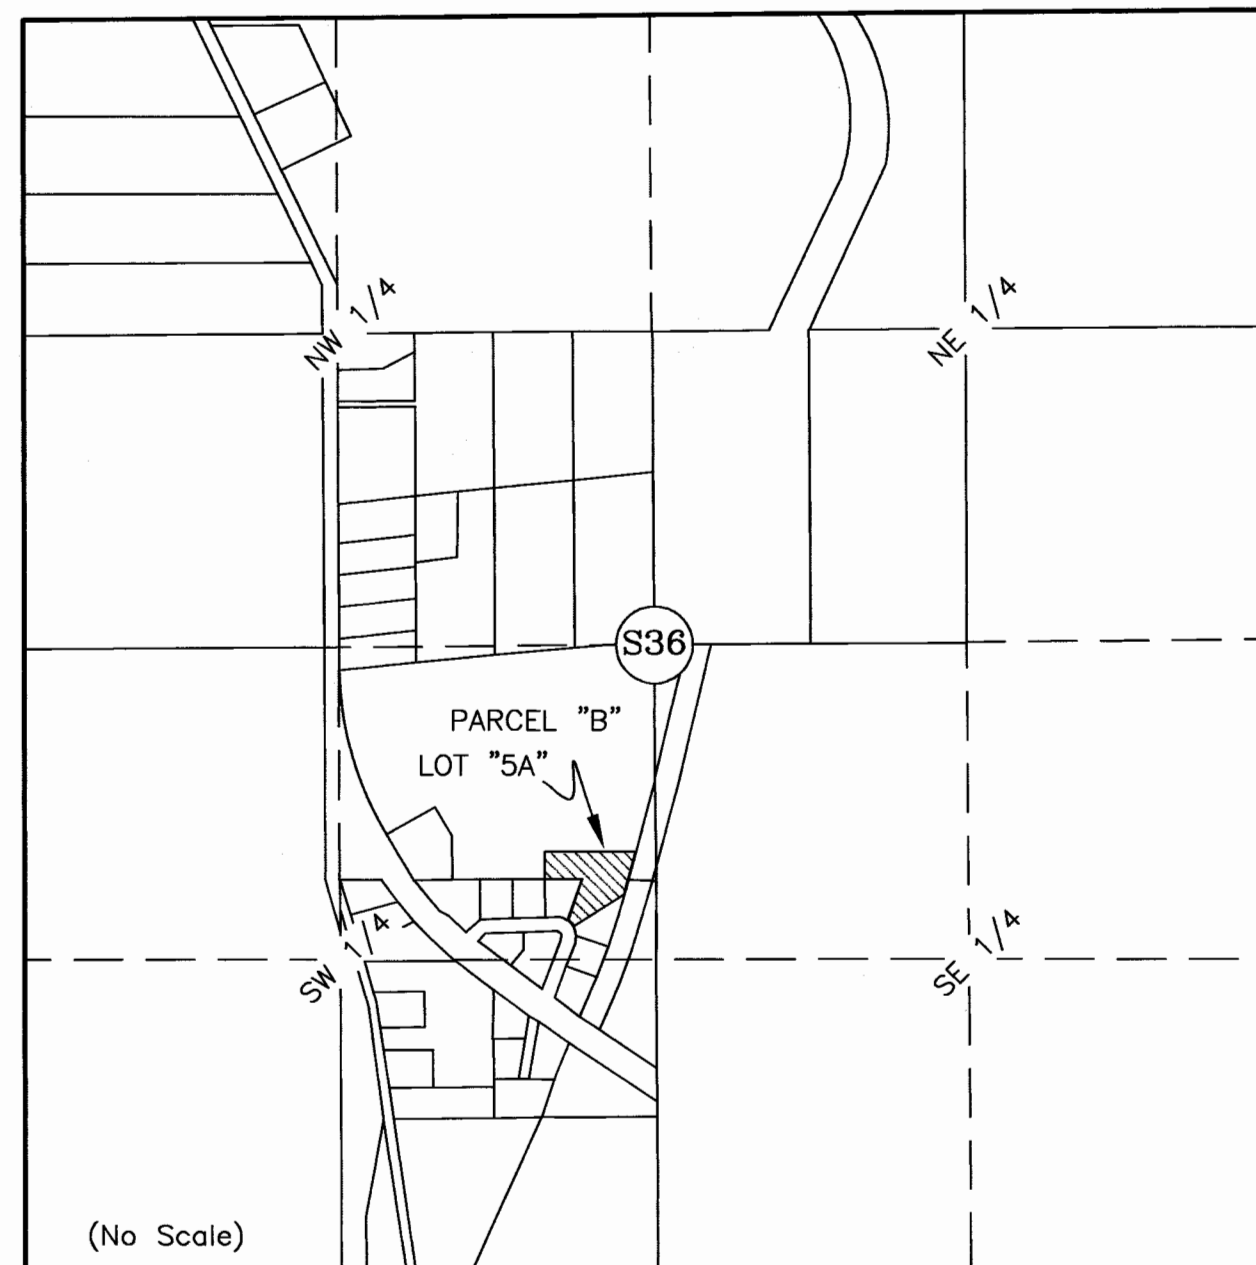 NW 1/4
NE 1/4
S36
PARCEL "B"
LOT "5A"
SW 1/4
SE 1/4
(No Scale)